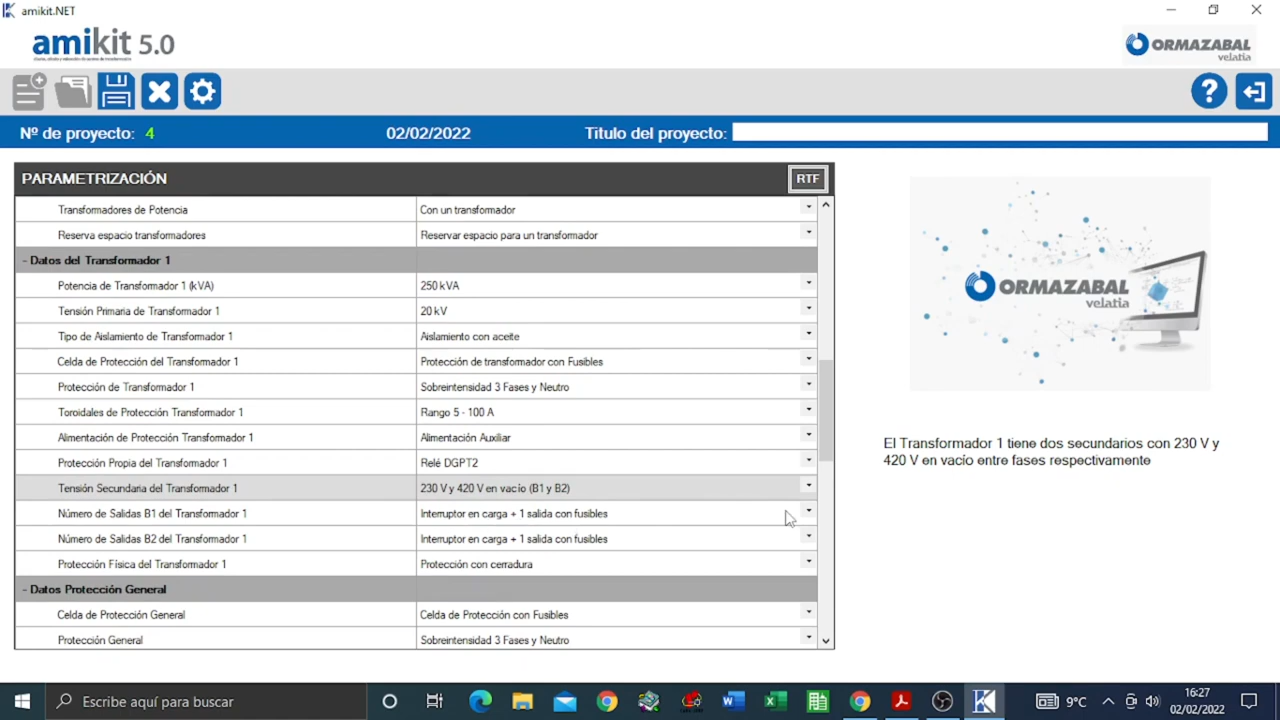 amikit.NET
amikit 5.0
ORMAZABAL
velatia
?
Nº de proyecto: 4 02/02/2022 Titulo del proyecto:
PARAMETRIZACIÓN RTF
Transformadores de Potencia Con un transformador
Reserva espacio transformadores Reservar espacio para un transformador
- Datos del Transformador 1
Potencia de Transformador 1 (kVA) 250 kVA
Tensión Primaria de Transformador 1 20 kV
Tipo de Aislamiento de Transformador 1 Aislamiento con aceite
Celda de Protección del Transformador 1 Protección de transformador con Fusibles
Protección de Transformador 1 Sobreintensidad 3 Fases y Neutro
Toroidales de Protección Transformador 1 Rango 5 - 100 A
Alimentación de Protección Transformador 1 Alimentación Auxiliar
Protección Propia del Transformador 1 Relé DGPT2
Tensión Secundaria del Transformador 1 230 V y 420 V en vacío (B1 y B2)
Número de Salidas B1 del Transformador 1 Interruptor en carga + 1 salida con fusibles
Número de Salidas B2 del Transformador 1 Interruptor en carga + 1 salida con fusibles
Protección Física del Transformador 1 Protección con cerradura
- Datos Protección General
Celda de Protección General Celda de Protección con Fusibles
Protección General Sobreintensidad 3 Fases y Neutro
ORMAZABAL
velatia
El Transformador 1 tiene dos secundarios con 230 V y
420 V en vacío entre fases respectivamente
Escribe aquí para buscar
9°C
16:27
02/02/2022